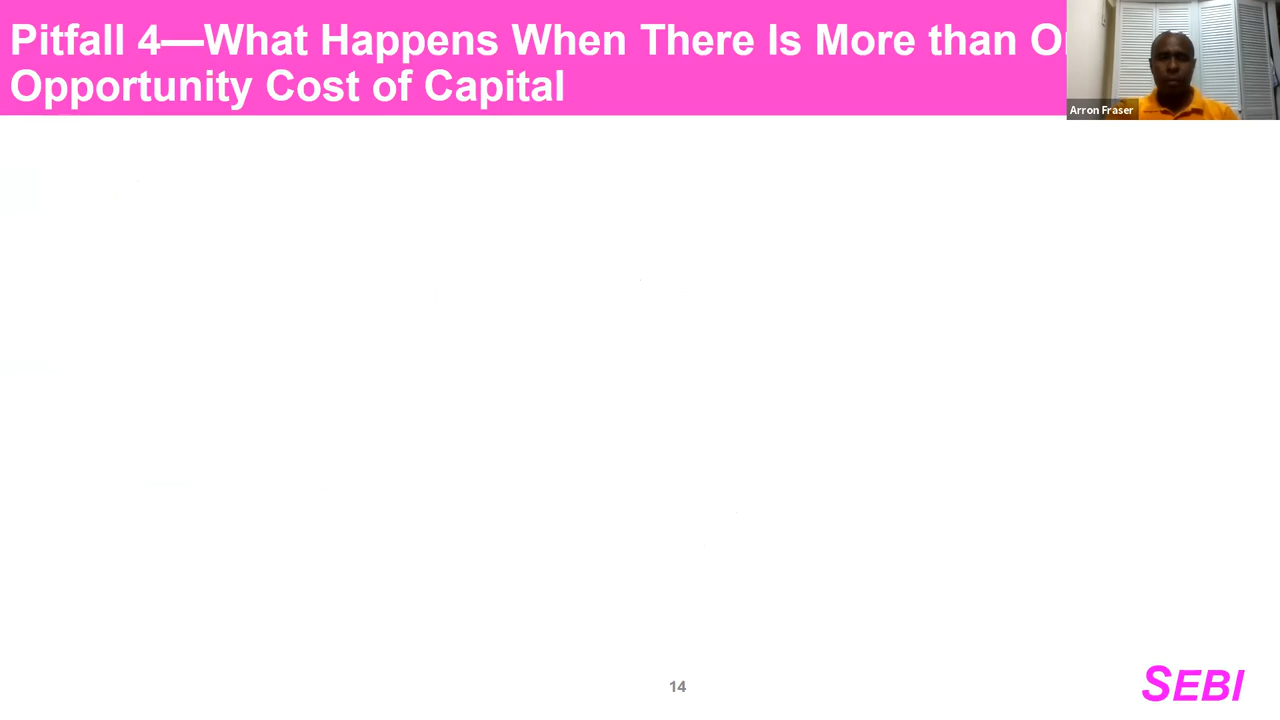 Pitfall 4—What Happens When There Is More than O
Opportunity Cost of Capital
Arron Fraser
14
SEBI